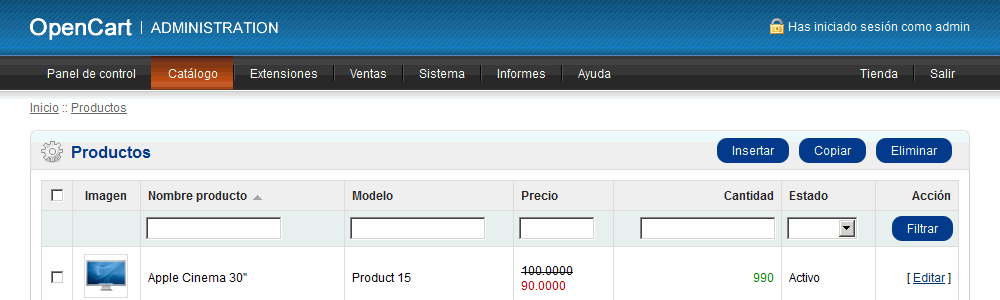 OpenCart | ADMINISTRATION
Has iniciado sesión como admin
Panel de control Catálogo Extensiones Ventas Sistema Informes Ayuda Tienda Salir
Inicio :: Productos
Productos Insertar Copiar Eliminar
Imagen Nombre producto Modelo Precio Cantidad Estado Acción
Filtrar
100.0000
Apple Cinema 30" Product 15 990 Activo [ Editar ]
90.0000